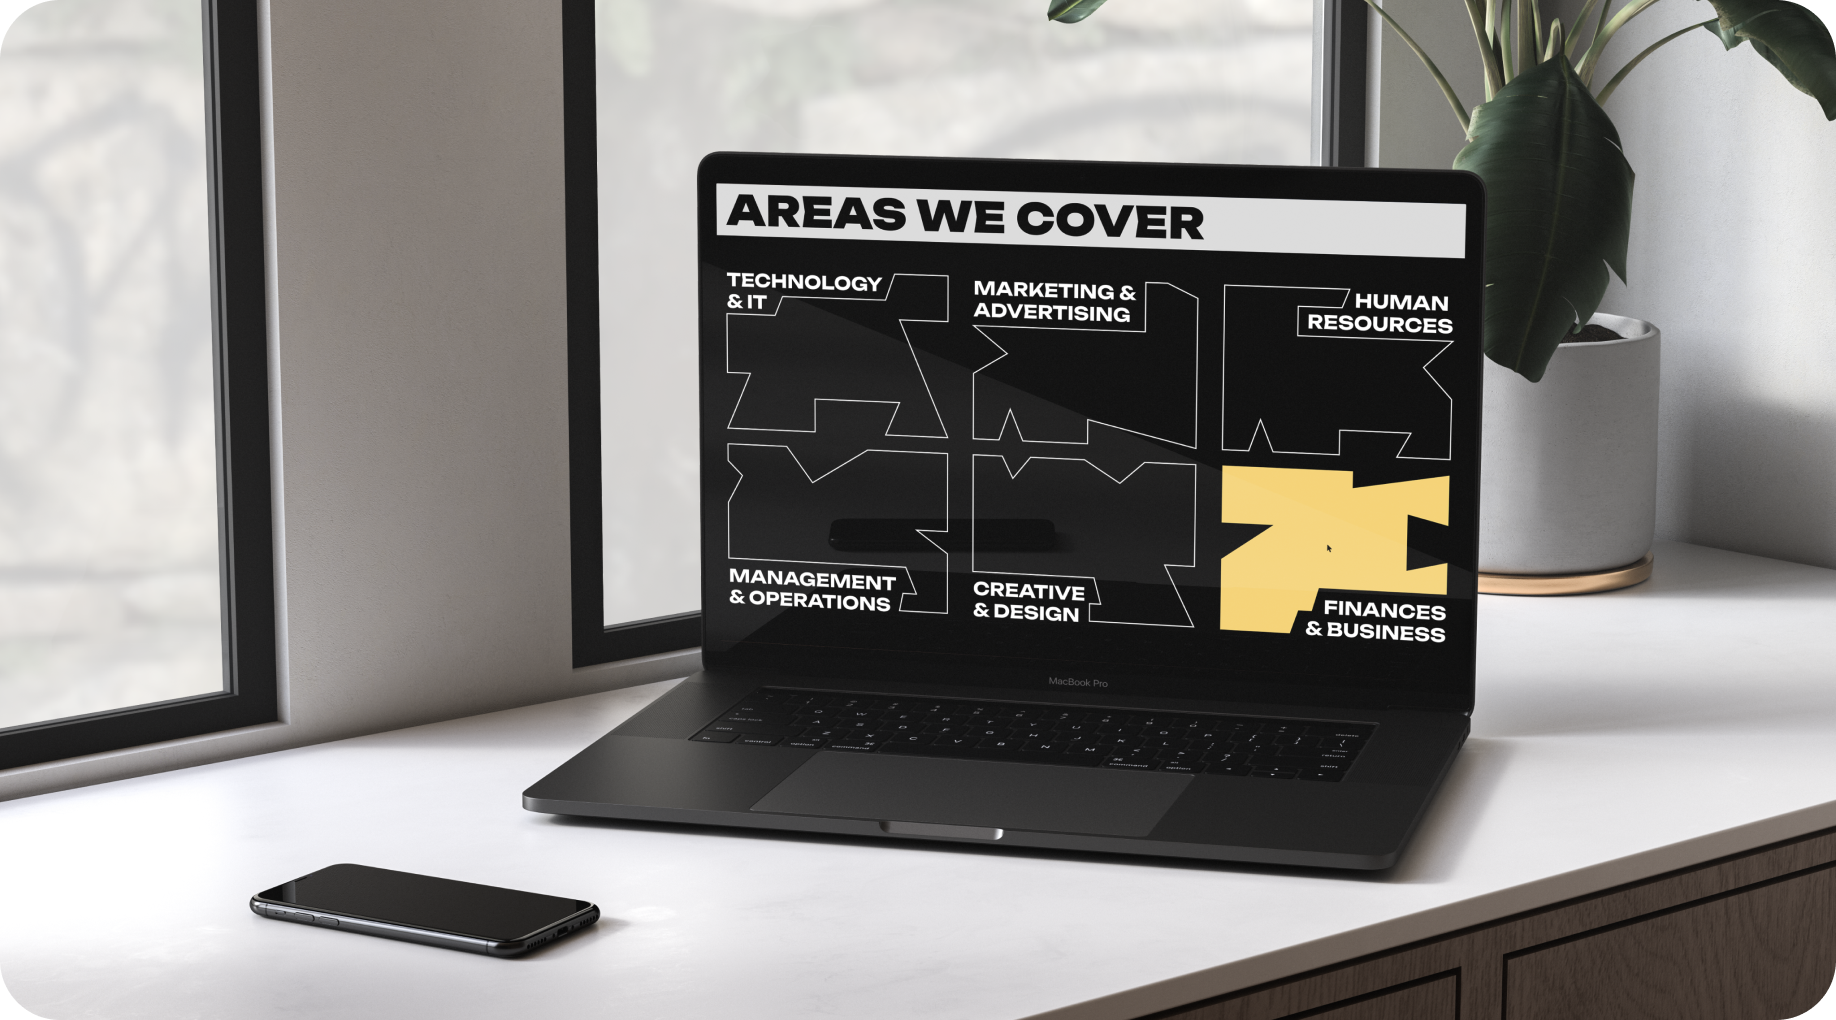 AREAS WE COVER
TECHNOLOGY
& IT
MARKETING &
ADVERTISING
HUMAN
RESOURCES
MANAGEMENT
& OPERATIONS
CREATIVE
& DESIGN
FINANCES
& BUSINESS
MacBook Pro